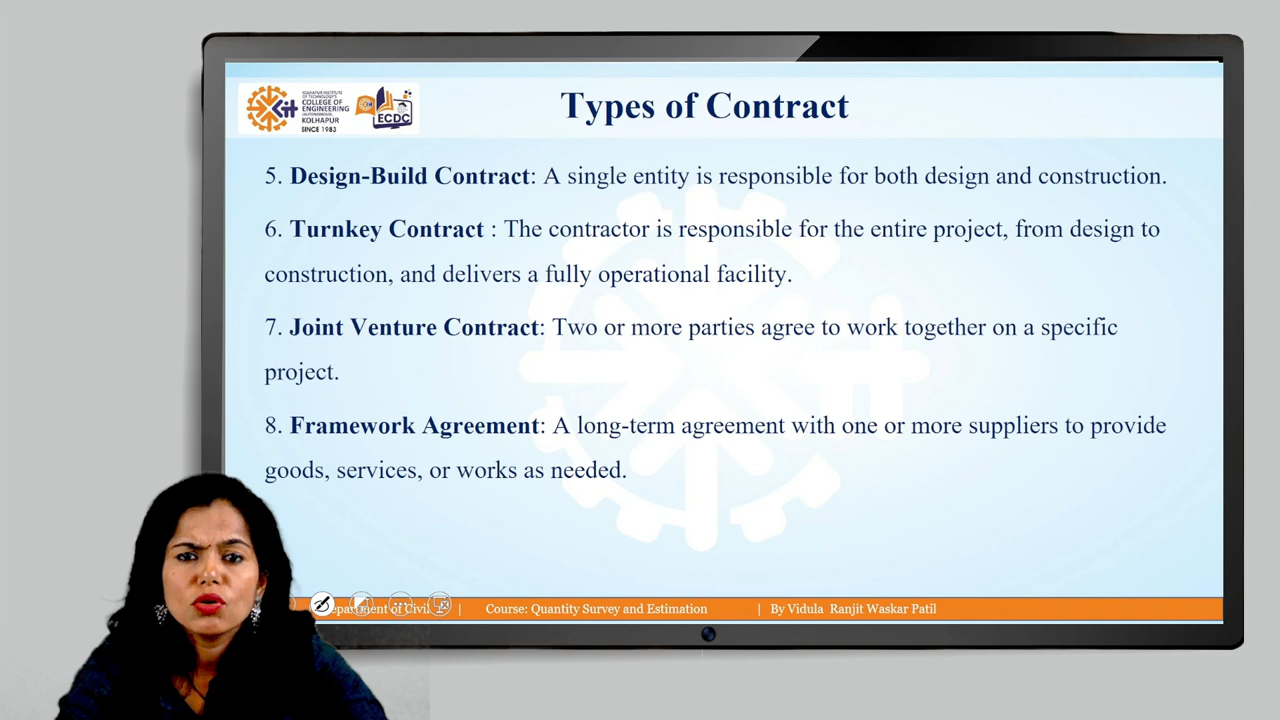 KOLHAPUR INSTITUTE
OF TECHNOLOGY'S
COLLEGE OF
ENGINEERING
(AUTONOMOUS),
KOLHAPUR
SINCE 1983
ECDC
Types of Contract
5. Design-Build Contract: A single entity is responsible for both design and construction.
6. Turnkey Contract : The contractor is responsible for the entire project, from design to
construction, and delivers a fully operational facility.
7. Joint Venture Contract: Two or more parties agree to work together on a specific
project.
8. Framework Agreement: A long-term agreement with one or more suppliers to provide
goods, services, or works as needed.
of Civil | Course: Quantity Survey and Estimation | By Vidula Ranjit Waskar Patil